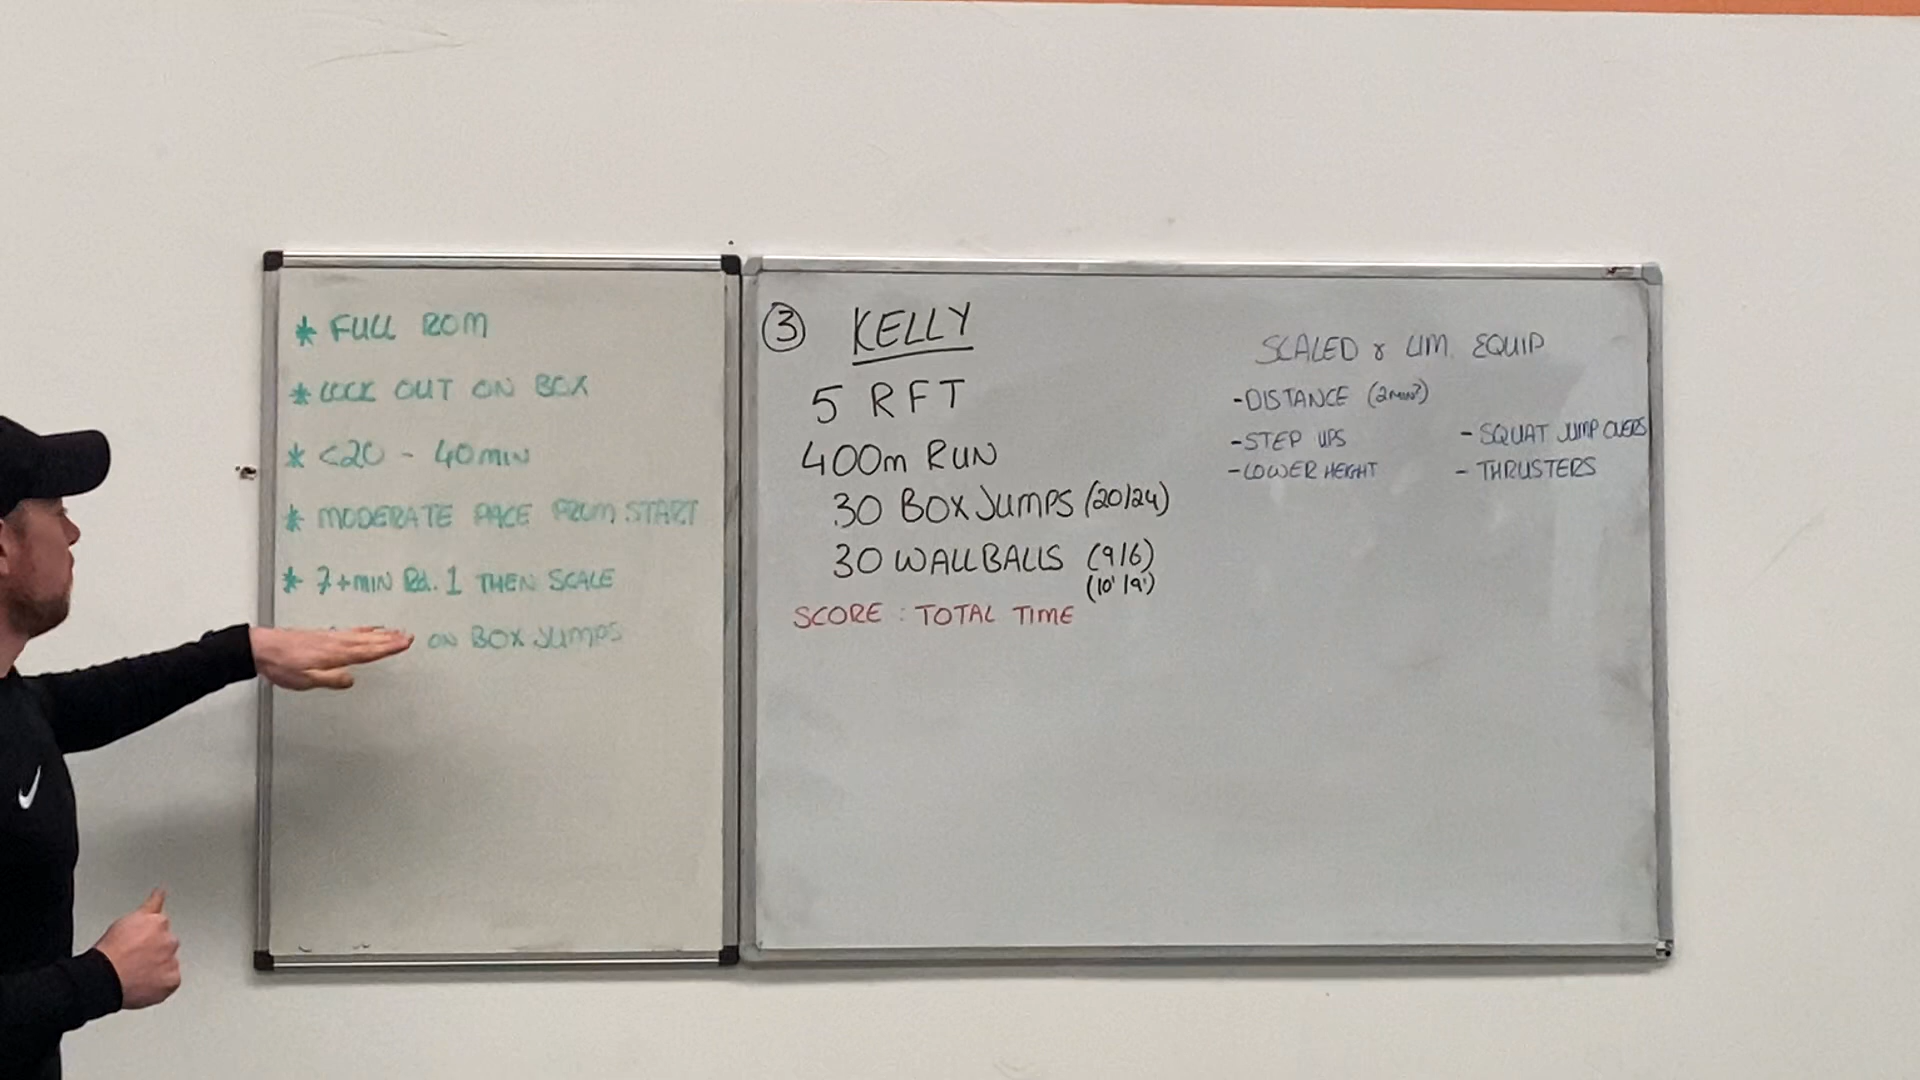 * FULL ROM
* LOCK OUT ON BOX
* <20 - 40MIN
* MODERATE PACE FROM START
* 7+MIN Rd. 1 THEN SCALE
ON BOX JUMPS
3 KELLY
5 RFT
400m RUN
30 BOX JUMPS (20/24)
30 WALLBALLS (9/6)
(10' /9')
SCORE : TOTAL TIME
SCALED & LIM. EQUIP
-DISTANCE (2MIN?)
-STEP UPS
-LOWER HEIGHT
- SQUAT JUMP OVERS
- THRUSTERS